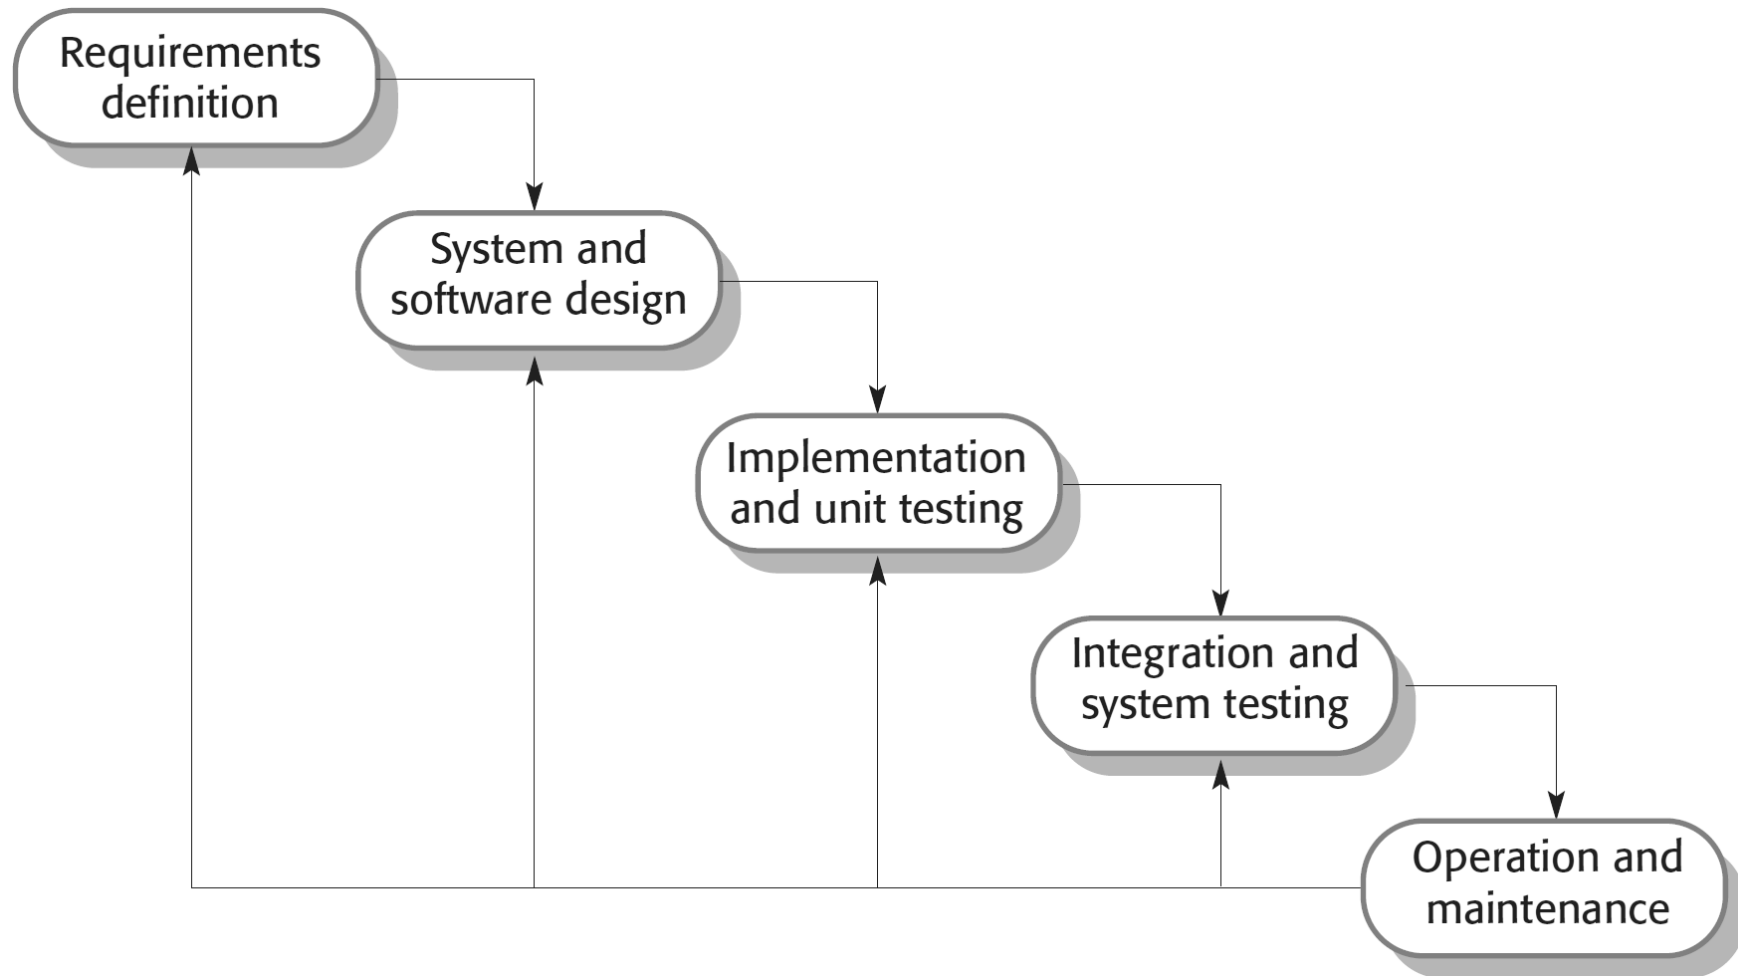 Requirements
definition
System and
software design
Implementation
and unit testing
Integration and
system testing
Operation and
maintenance